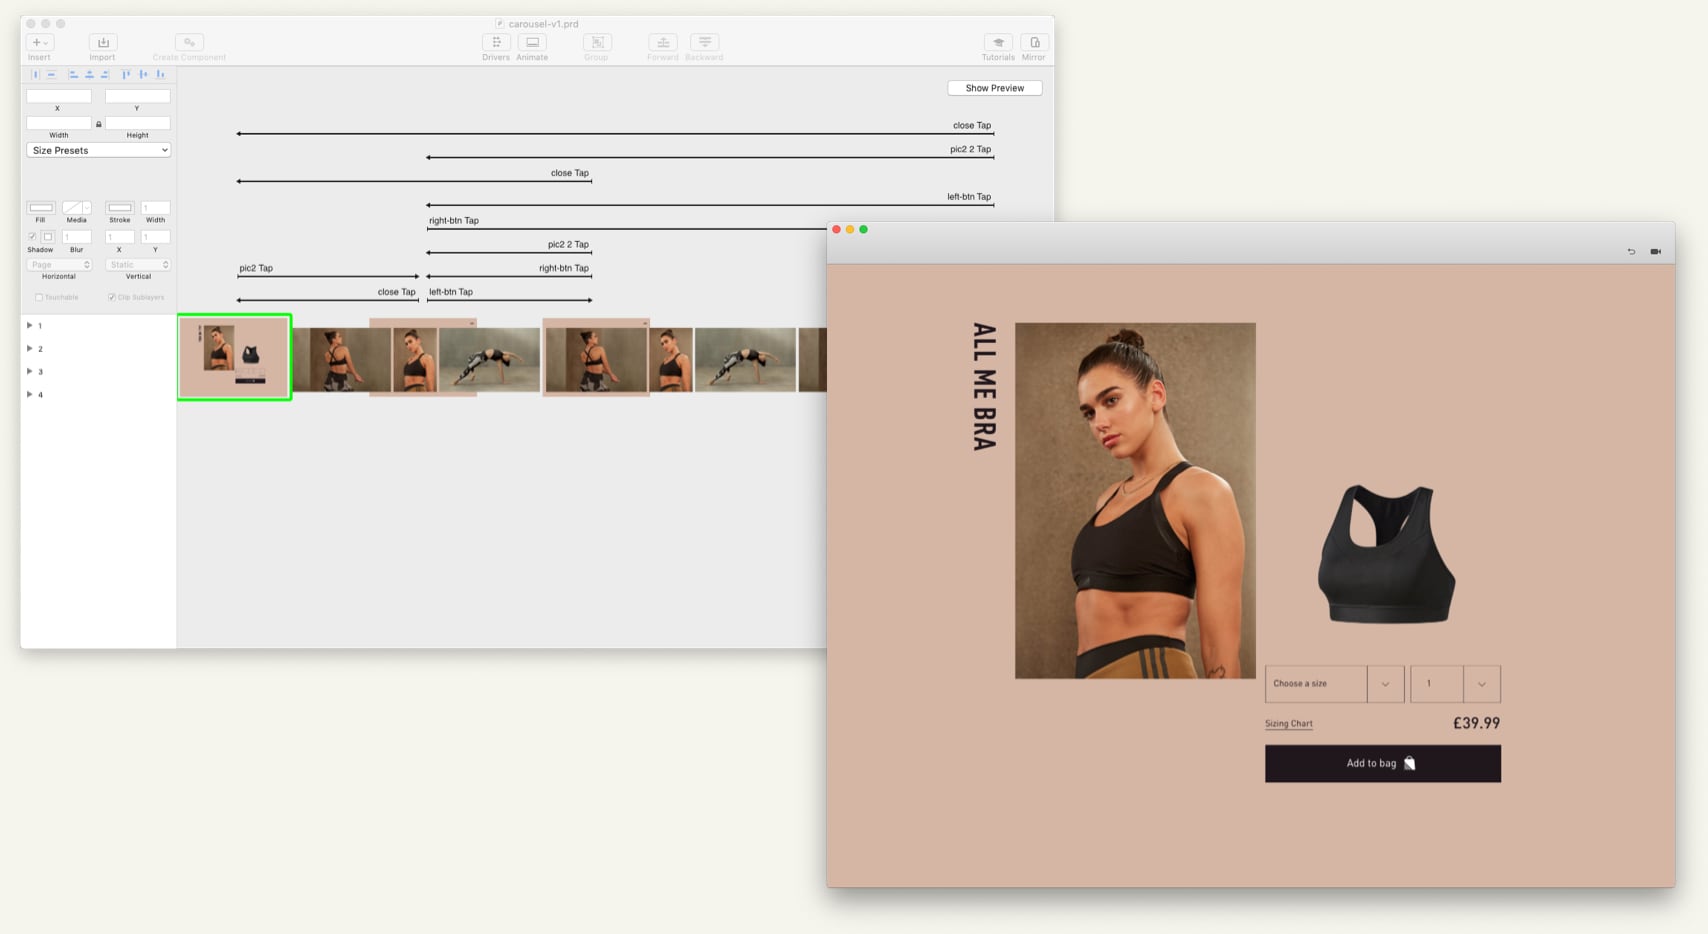 carousel-v1.prd
Insert
Import
Create Component
Drivers
Animate
Group
Forward
Backward
Tutorials
Mirror
X
Y
Width
Height
Size Presets
Fill
Media
Stroke
Width
1
Shadow
Blur
X
Y
1
1
1
Page
Static
Horizontal
Vertical
Touchable
Clip Sublayers
1
2
3
4
Show Preview
close Tap
pic2 2 Tap
close Tap
left-btn Tap
right-btn Tap
pic2 2 Tap
pic2 Tap
right-btn Tap
close Tap
left-btn Tap
ALL ME BRA
Choose a size
1
Sizing Chart
£39.99
Add to bag